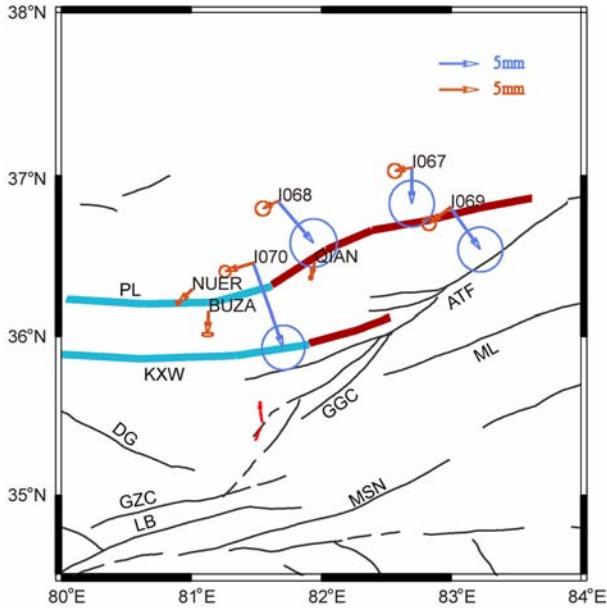 38°N
5mm
5mm
37°N
I067
I068
I069
I070
QIAN
NUER
PL
BUZA
ATF
36°N
KXW
ML
GGC
DG
35°N
GZC
MSN
LB
80°E
81°E
82°E
83°E
84°E